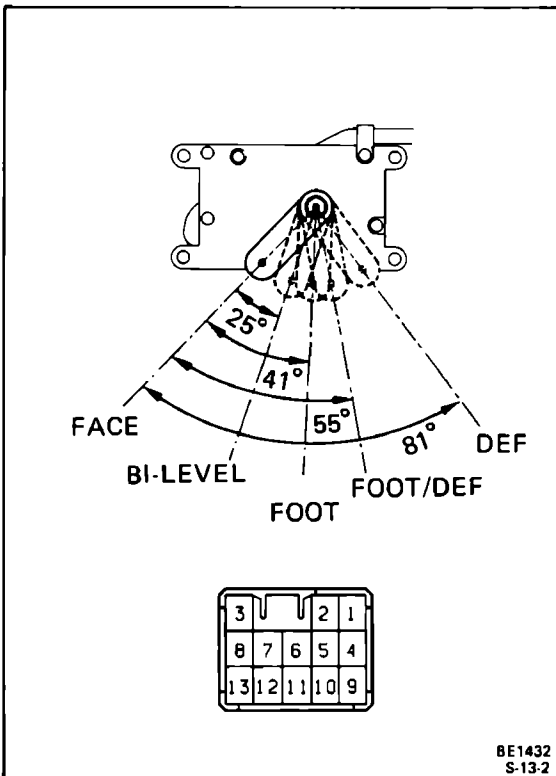 25°
41°
55°
81°
FACE
BI-LEVEL
FOOT
FOOT/DEF
DEF
3 2 1
8 7 6 5 4
13 12 11 10 9
BE1432
S-13-2